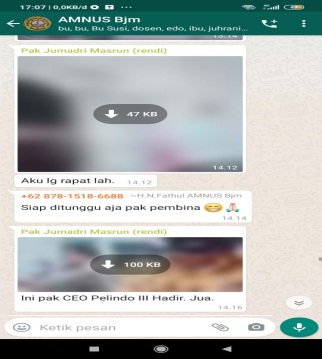 17:07 | 0,0KB/d
AMNUS Bjm
bu, bu, Bu Susi, dosen, edo, ibu, juhrani...
14.14
Pak Jumadri Masrun (rendi)
47 KB
14.12
Aku lg rapat lah. 14.12
+62 878-1518-6688 ~H.N.Fathul AMNUS Bjm
Siap ditunggu aja pak pembina 😁🙏
14.14
Pak Jumadri Masrun (rendi)
100 KB
Ini pak CEO Pelindo III Hadir. Jua.
14.16
Ketik pesan